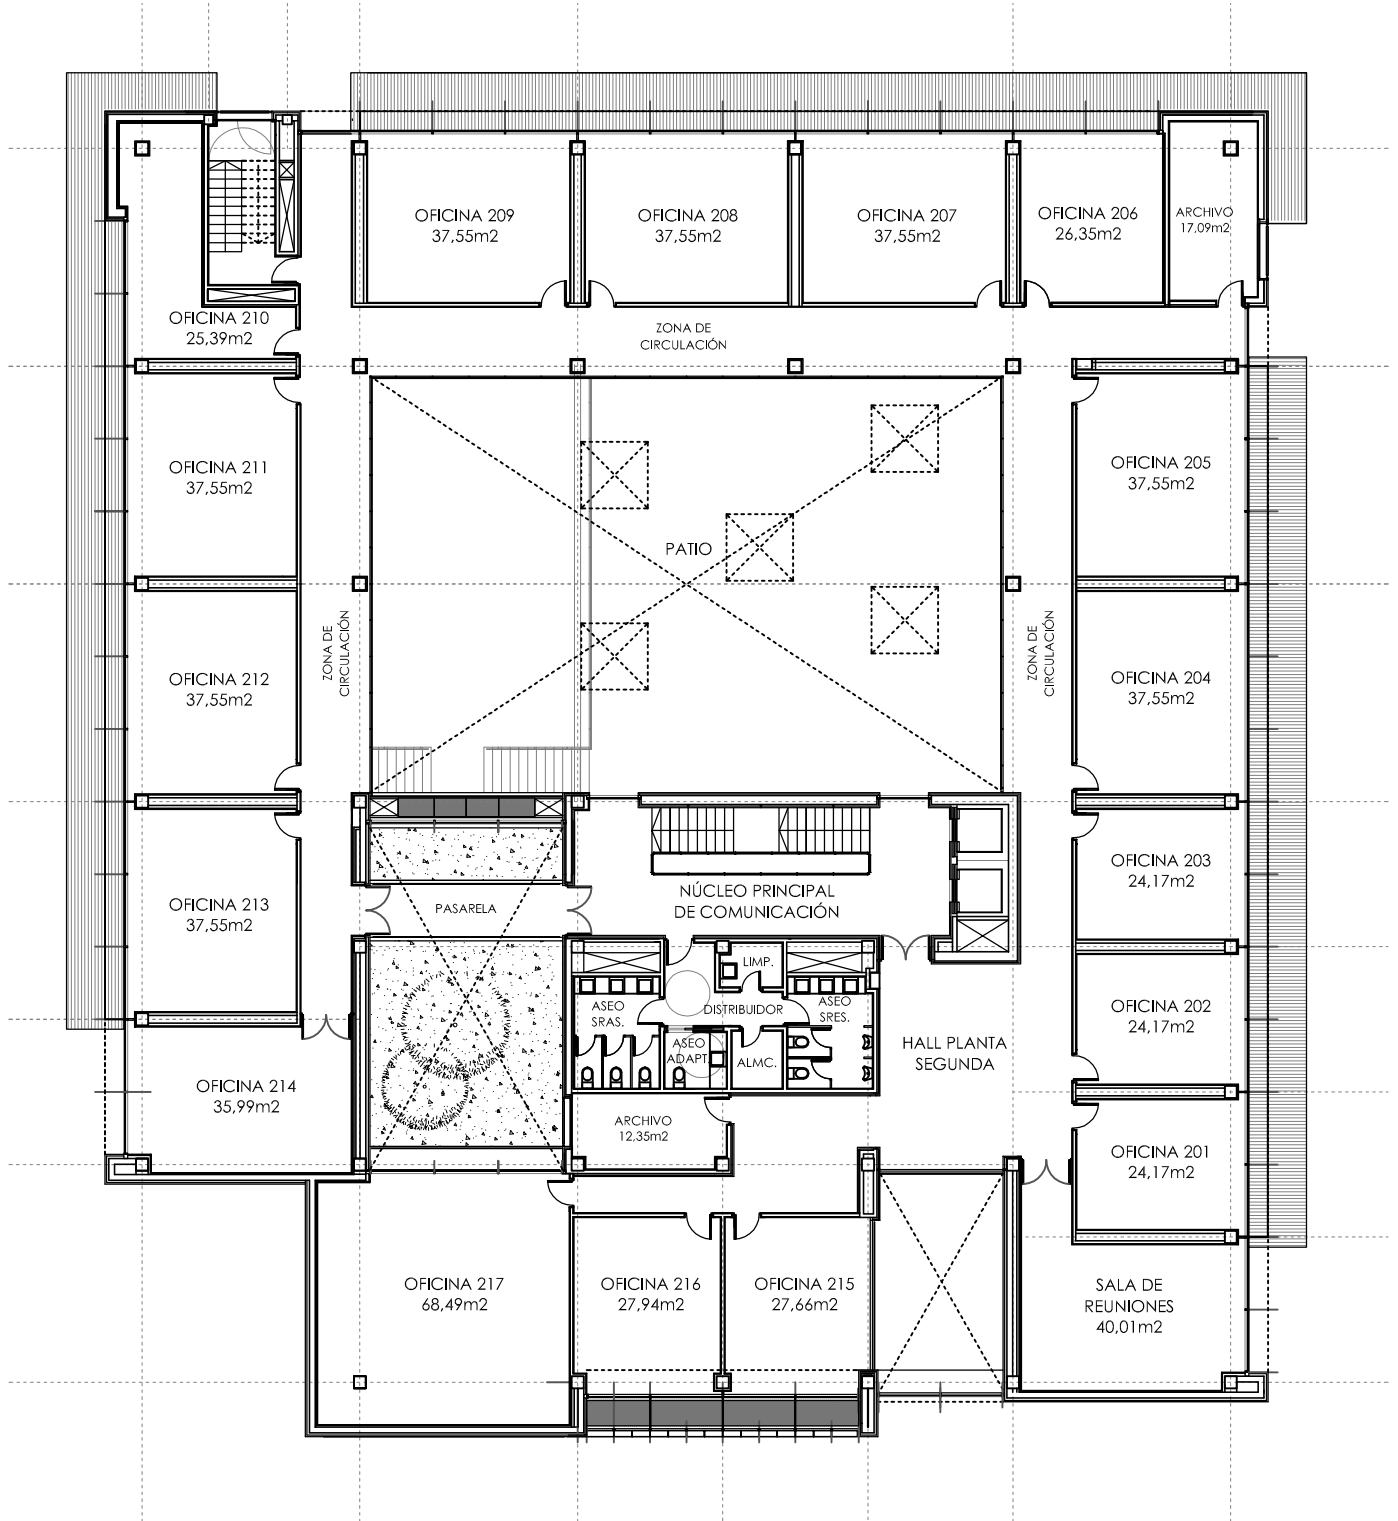 OFICINA 209
37,55m2
OFICINA 208
37,55m2
OFICINA 207
37,55m2
OFICINA 206
26,35m2
ARCHIVO
17,09m2
OFICINA 210
25,39m2
ZONA DE
CIRCULACIÓN
OFICINA 211
37,55m2
OFICINA 205
37,55m2
PATIO
ZONA DE
CIRCULACIÓN
ZONA DE
CIRCULACIÓN
OFICINA 212
37,55m2
OFICINA 204
37,55m2
OFICINA 203
24,17m2
NÚCLEO PRINCIPAL
DE COMUNICACIÓN
OFICINA 213
37,55m2
PASARELA
LIMP.
ASEO
SRAS.
DISTRIBUIDOR
ASEO
SRES.
OFICINA 202
24,17m2
ASEO
ADAPT.
ALMC.
HALL PLANTA
SEGUNDA
OFICINA 214
35,99m2
ARCHIVO
12,35m2
OFICINA 201
24,17m2
OFICINA 217
68,49m2
OFICINA 216
27,94m2
OFICINA 215
27,66m2
SALA DE
REUNIONES
40,01m2